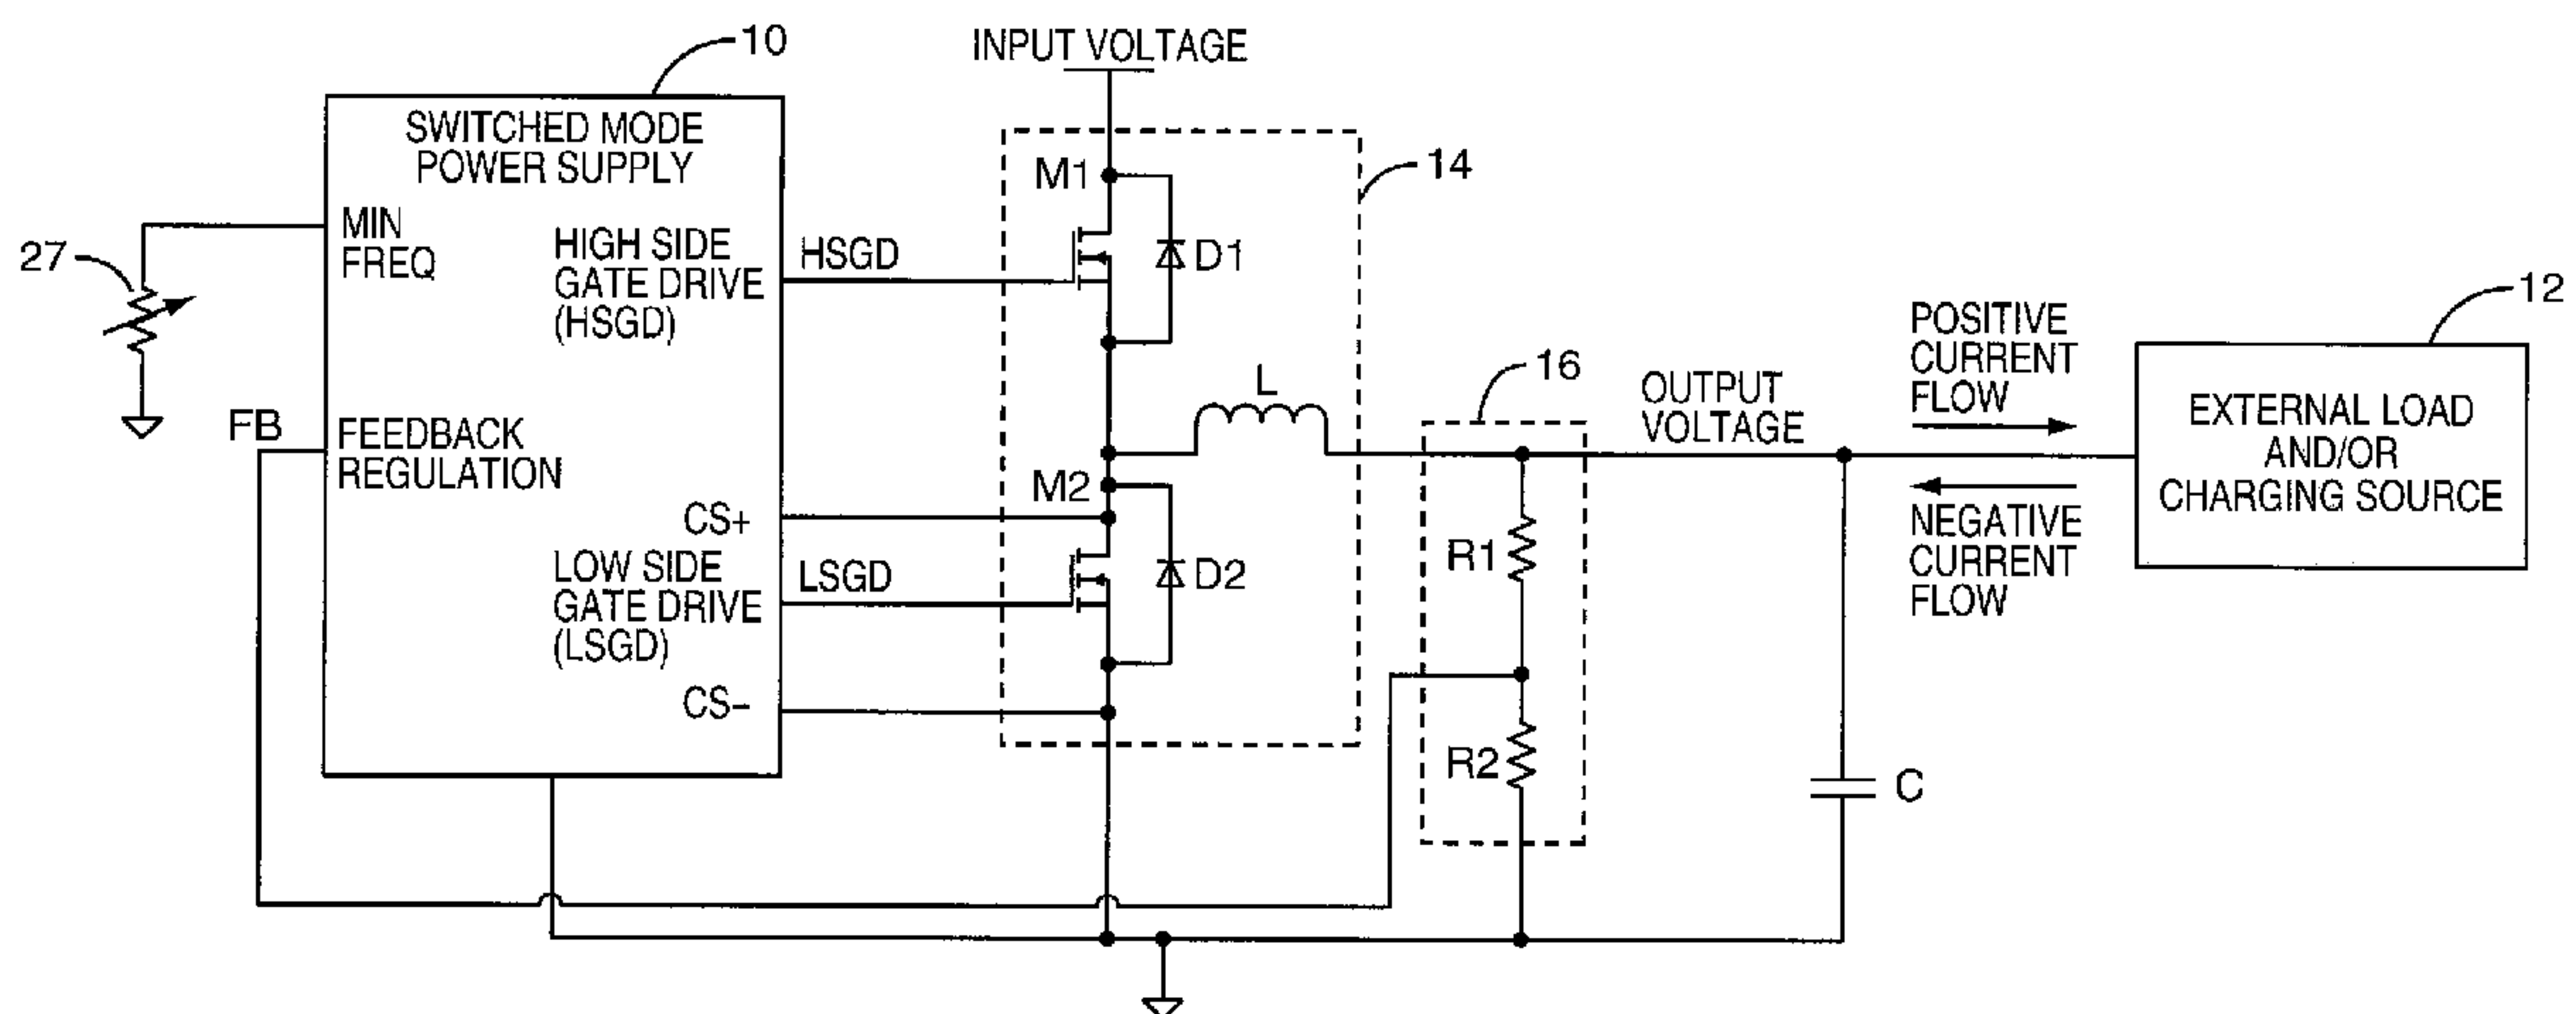 10
SWITCHED MODE
POWER SUPPLY
MIN
FREQ
27
HIGH SIDE
GATE DRIVE
(HSGD)
FB
FEEDBACK
REGULATION
CS+
LOW SIDE
GATE DRIVE
(LSGD)
CS−
HSGD
LSGD
INPUT VOLTAGE
14
M1
D1
L
M2
D2
16
R1
R2
OUTPUT
VOLTAGE
C
POSITIVE
CURRENT
FLOW
NEGATIVE
CURRENT
FLOW
12
EXTERNAL LOAD
AND/OR
CHARGING SOURCE